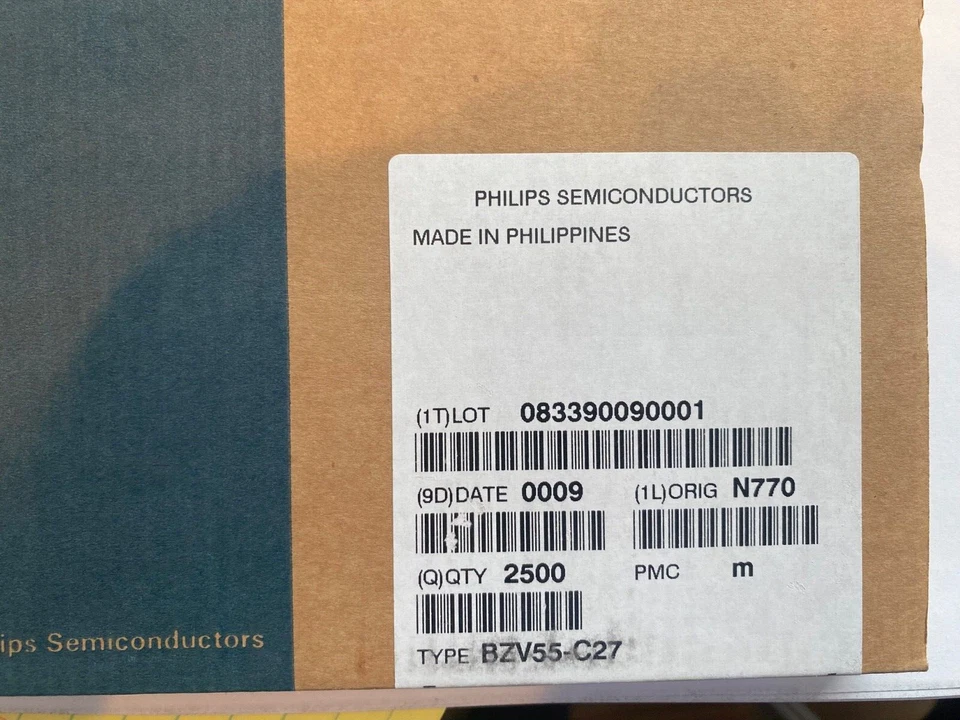 PHILIPS SEMICONDUCTORS
MADE IN PHILIPPINES
(1T)LOT 083390090001
(9D)DATE 0009 (1L)ORIG N770
(Q)QTY 2500 PMC m
TYPE BZV55-C27
ips Semiconductors